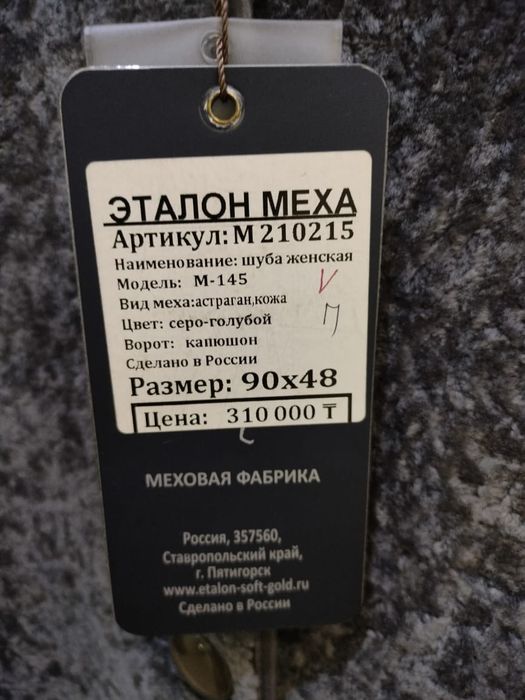 ЭТАЛОН МЕХА
Артикул: М 210215
Наименование: шуба женская
Модель: М-145
Вид меха:астраган,кожа
Цвет: серо-голубой
Ворот: капюшон
Сделано в России
Размер: 90х48
Цена: 310 000 ₸
МЕХОВАЯ ФАБРИКА
Россия, 357560,
Ставропольский край,
г. Пятигорск
www.etalon-soft-gold.ru
Сделано в России